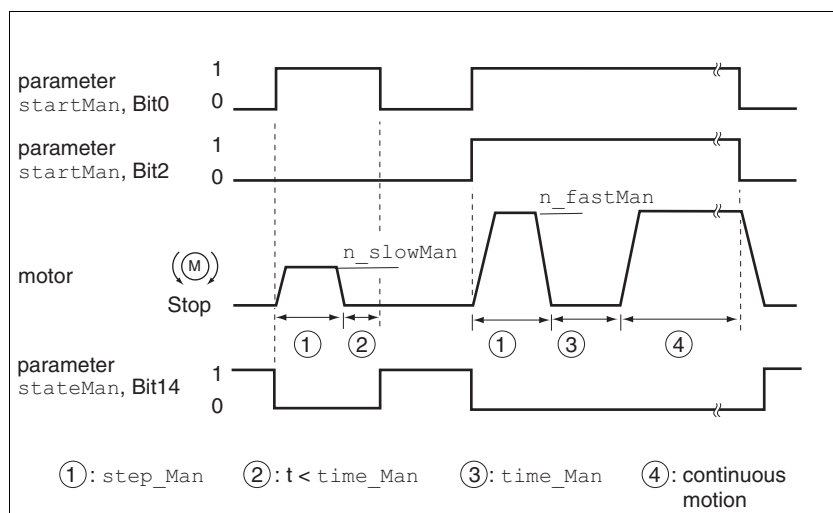 parameter
startMan, Bit0
1
0
parameter
startMan, Bit2
1
0
motor
M
Stop
n_slowMan
n_fastMan
1
2
1
3
4
parameter
stateMan, Bit14
1
0
1: step_Man
2: t < time_Man
3: time_Man
4: continuous
motion